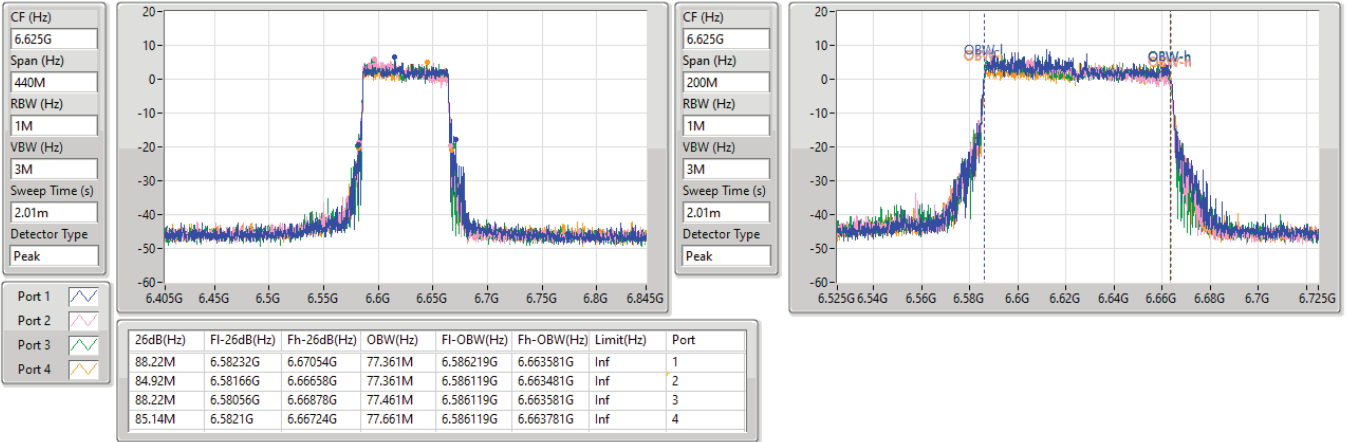 CF (Hz)
6.625G
Span (Hz)
440M
RBW (Hz)
1M
VBW (Hz)
3M
Sweep Time (s)
2.01m
Detector Type
Peak
20
10
0
-10
-20
-30
-40
-50
-60
6.405G 6.45G 6.5G 6.55G 6.6G 6.65G 6.7G 6.75G 6.8G 6.845G
CF (Hz)
6.625G
Span (Hz)
200M
RBW (Hz)
1M
VBW (Hz)
3M
Sweep Time (s)
2.01m
Detector Type
Peak
20
10
0
-10
-20
-30
-40
-50
-60
OBW-l
OBW-h
6.525G 6.54G 6.56G 6.58G 6.6G 6.62G 6.64G 6.66G 6.68G 6.7G 6.725G
Port 1
Port 2
Port 3
Port 4
26dB(Hz) Fl-26dB(Hz) Fh-26dB(Hz) OBW(Hz) Fl-OBW(Hz) Fh-OBW(Hz) Limit(Hz) Port
88.22M 6.58232G 6.67054G 77.361M 6.586219G 6.663581G Inf 1
84.92M 6.58166G 6.66658G 77.361M 6.586119G 6.663481G Inf 2
88.22M 6.58056G 6.66878G 77.461M 6.586119G 6.663581G Inf 3
85.14M 6.5821G 6.66724G 77.661M 6.586119G 6.663781G Inf 4